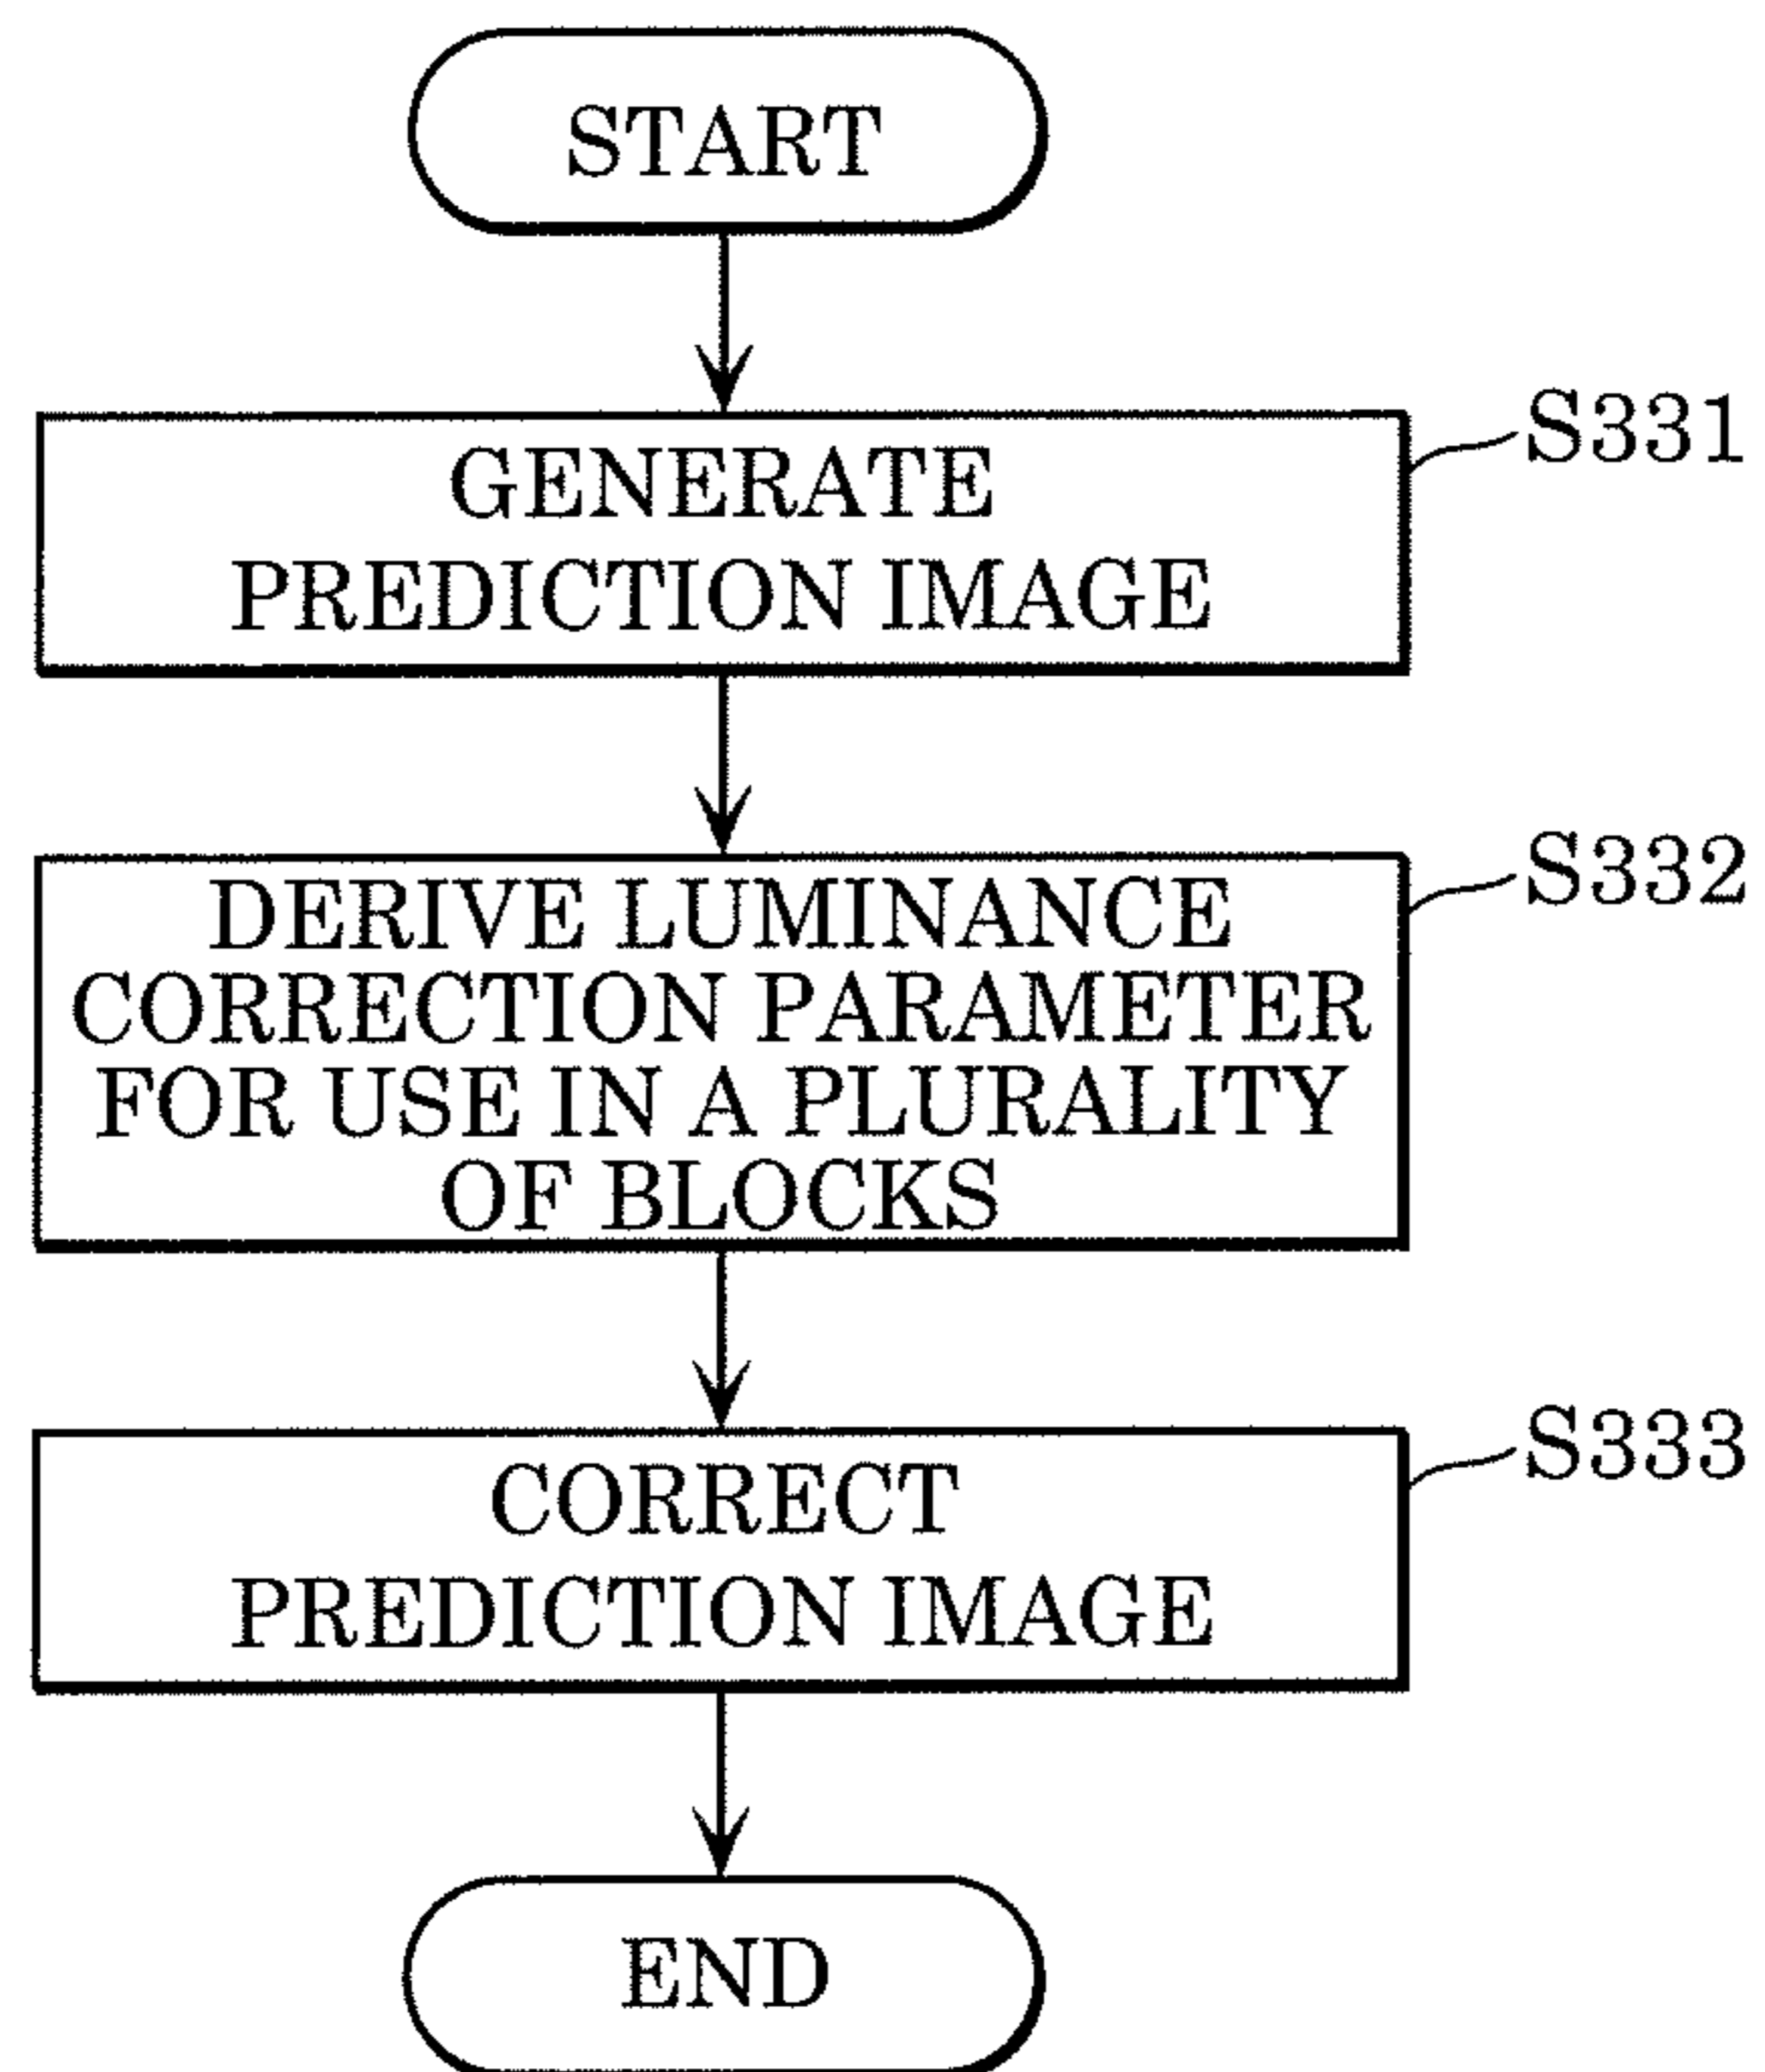 START
GENERATE
PREDICTION IMAGE
S331
DERIVE LUMINANCE
CORRECTION PARAMETER
FOR USE IN A PLURALITY
OF BLOCKS
S332
CORRECT
PREDICTION IMAGE
S333
END